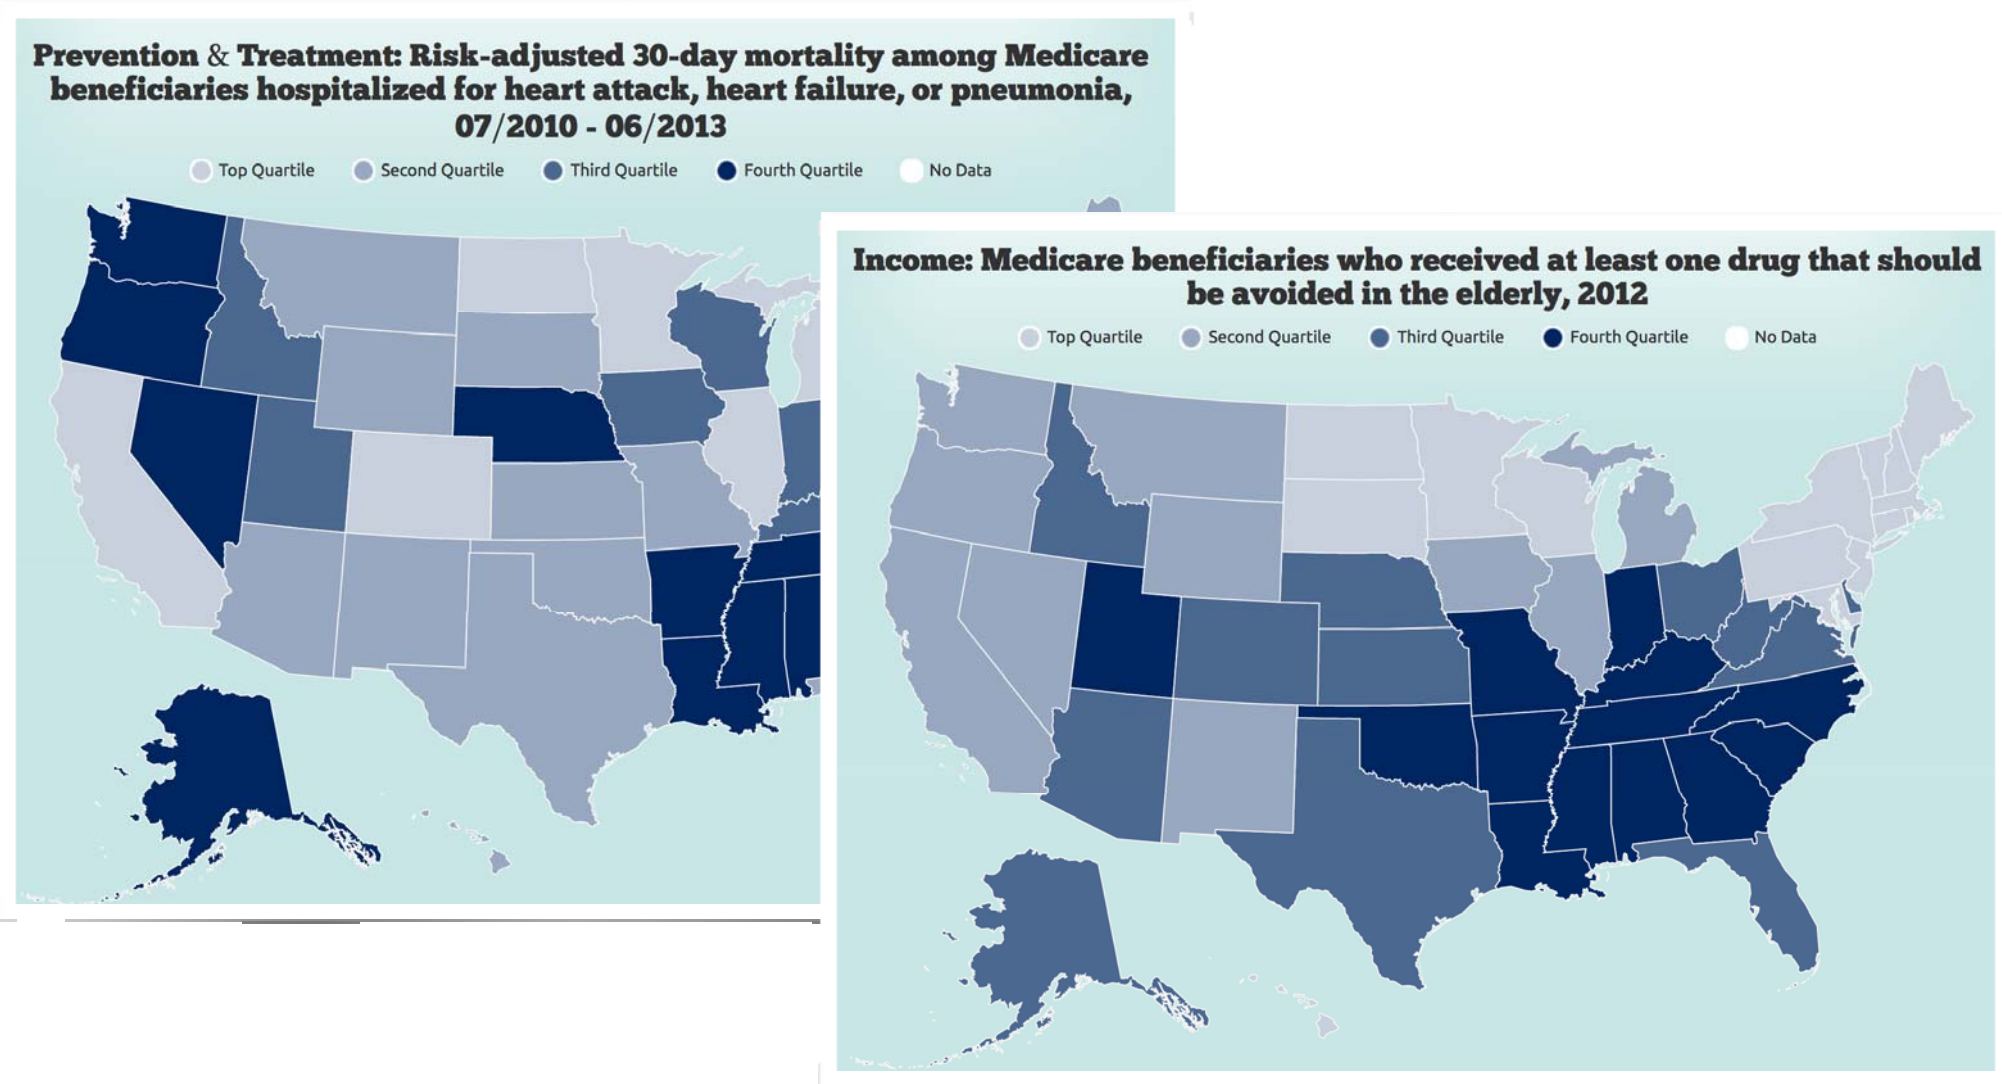 Prevention & Treatment: Risk-adjusted 30-day mortality among Medicare
beneficiaries hospitalized for heart attack, heart failure, or pneumonia,
07/2010 - 06/2013
Top Quartile Second Quartile Third Quartile Fourth Quartile No Data
Income: Medicare beneficiaries who received at least one drug that should
be avoided in the elderly, 2012
Top Quartile Second Quartile Third Quartile Fourth Quartile No Data